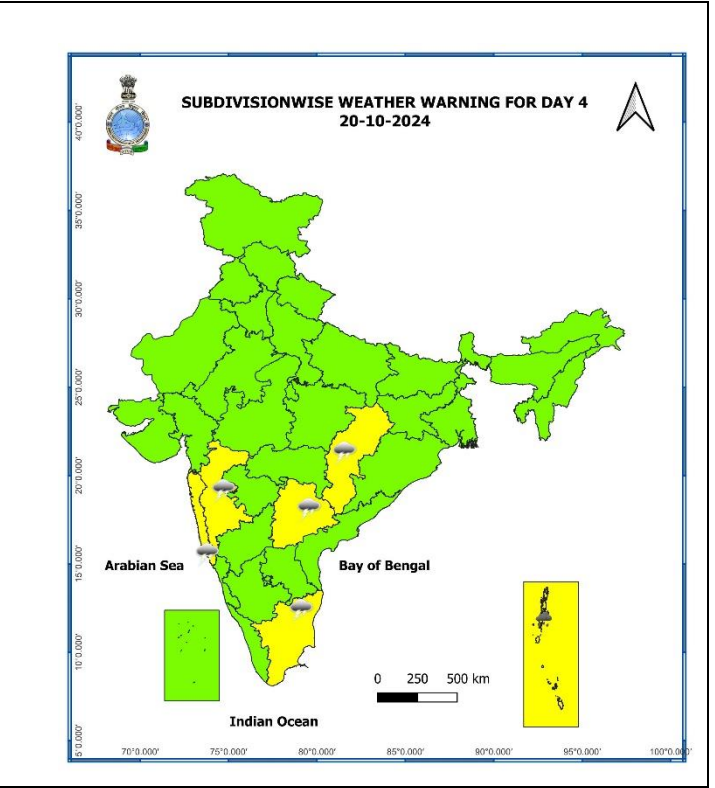 SUBDIVISIONWISE WEATHER WARNING FOR DAY 4
20-10-2024
40°0.000'
35°0.000'
30°0.000'
25°0.000'
20°0.000'
15°0.000'
10°0.000'
5°0.000'
Arabian Sea
Bay of Bengal
0 250 500 km
Indian Ocean
70°0.000' 75°0.000' 80°0.000' 85°0.000' 90°0.000' 95°0.000' 100°0.000'